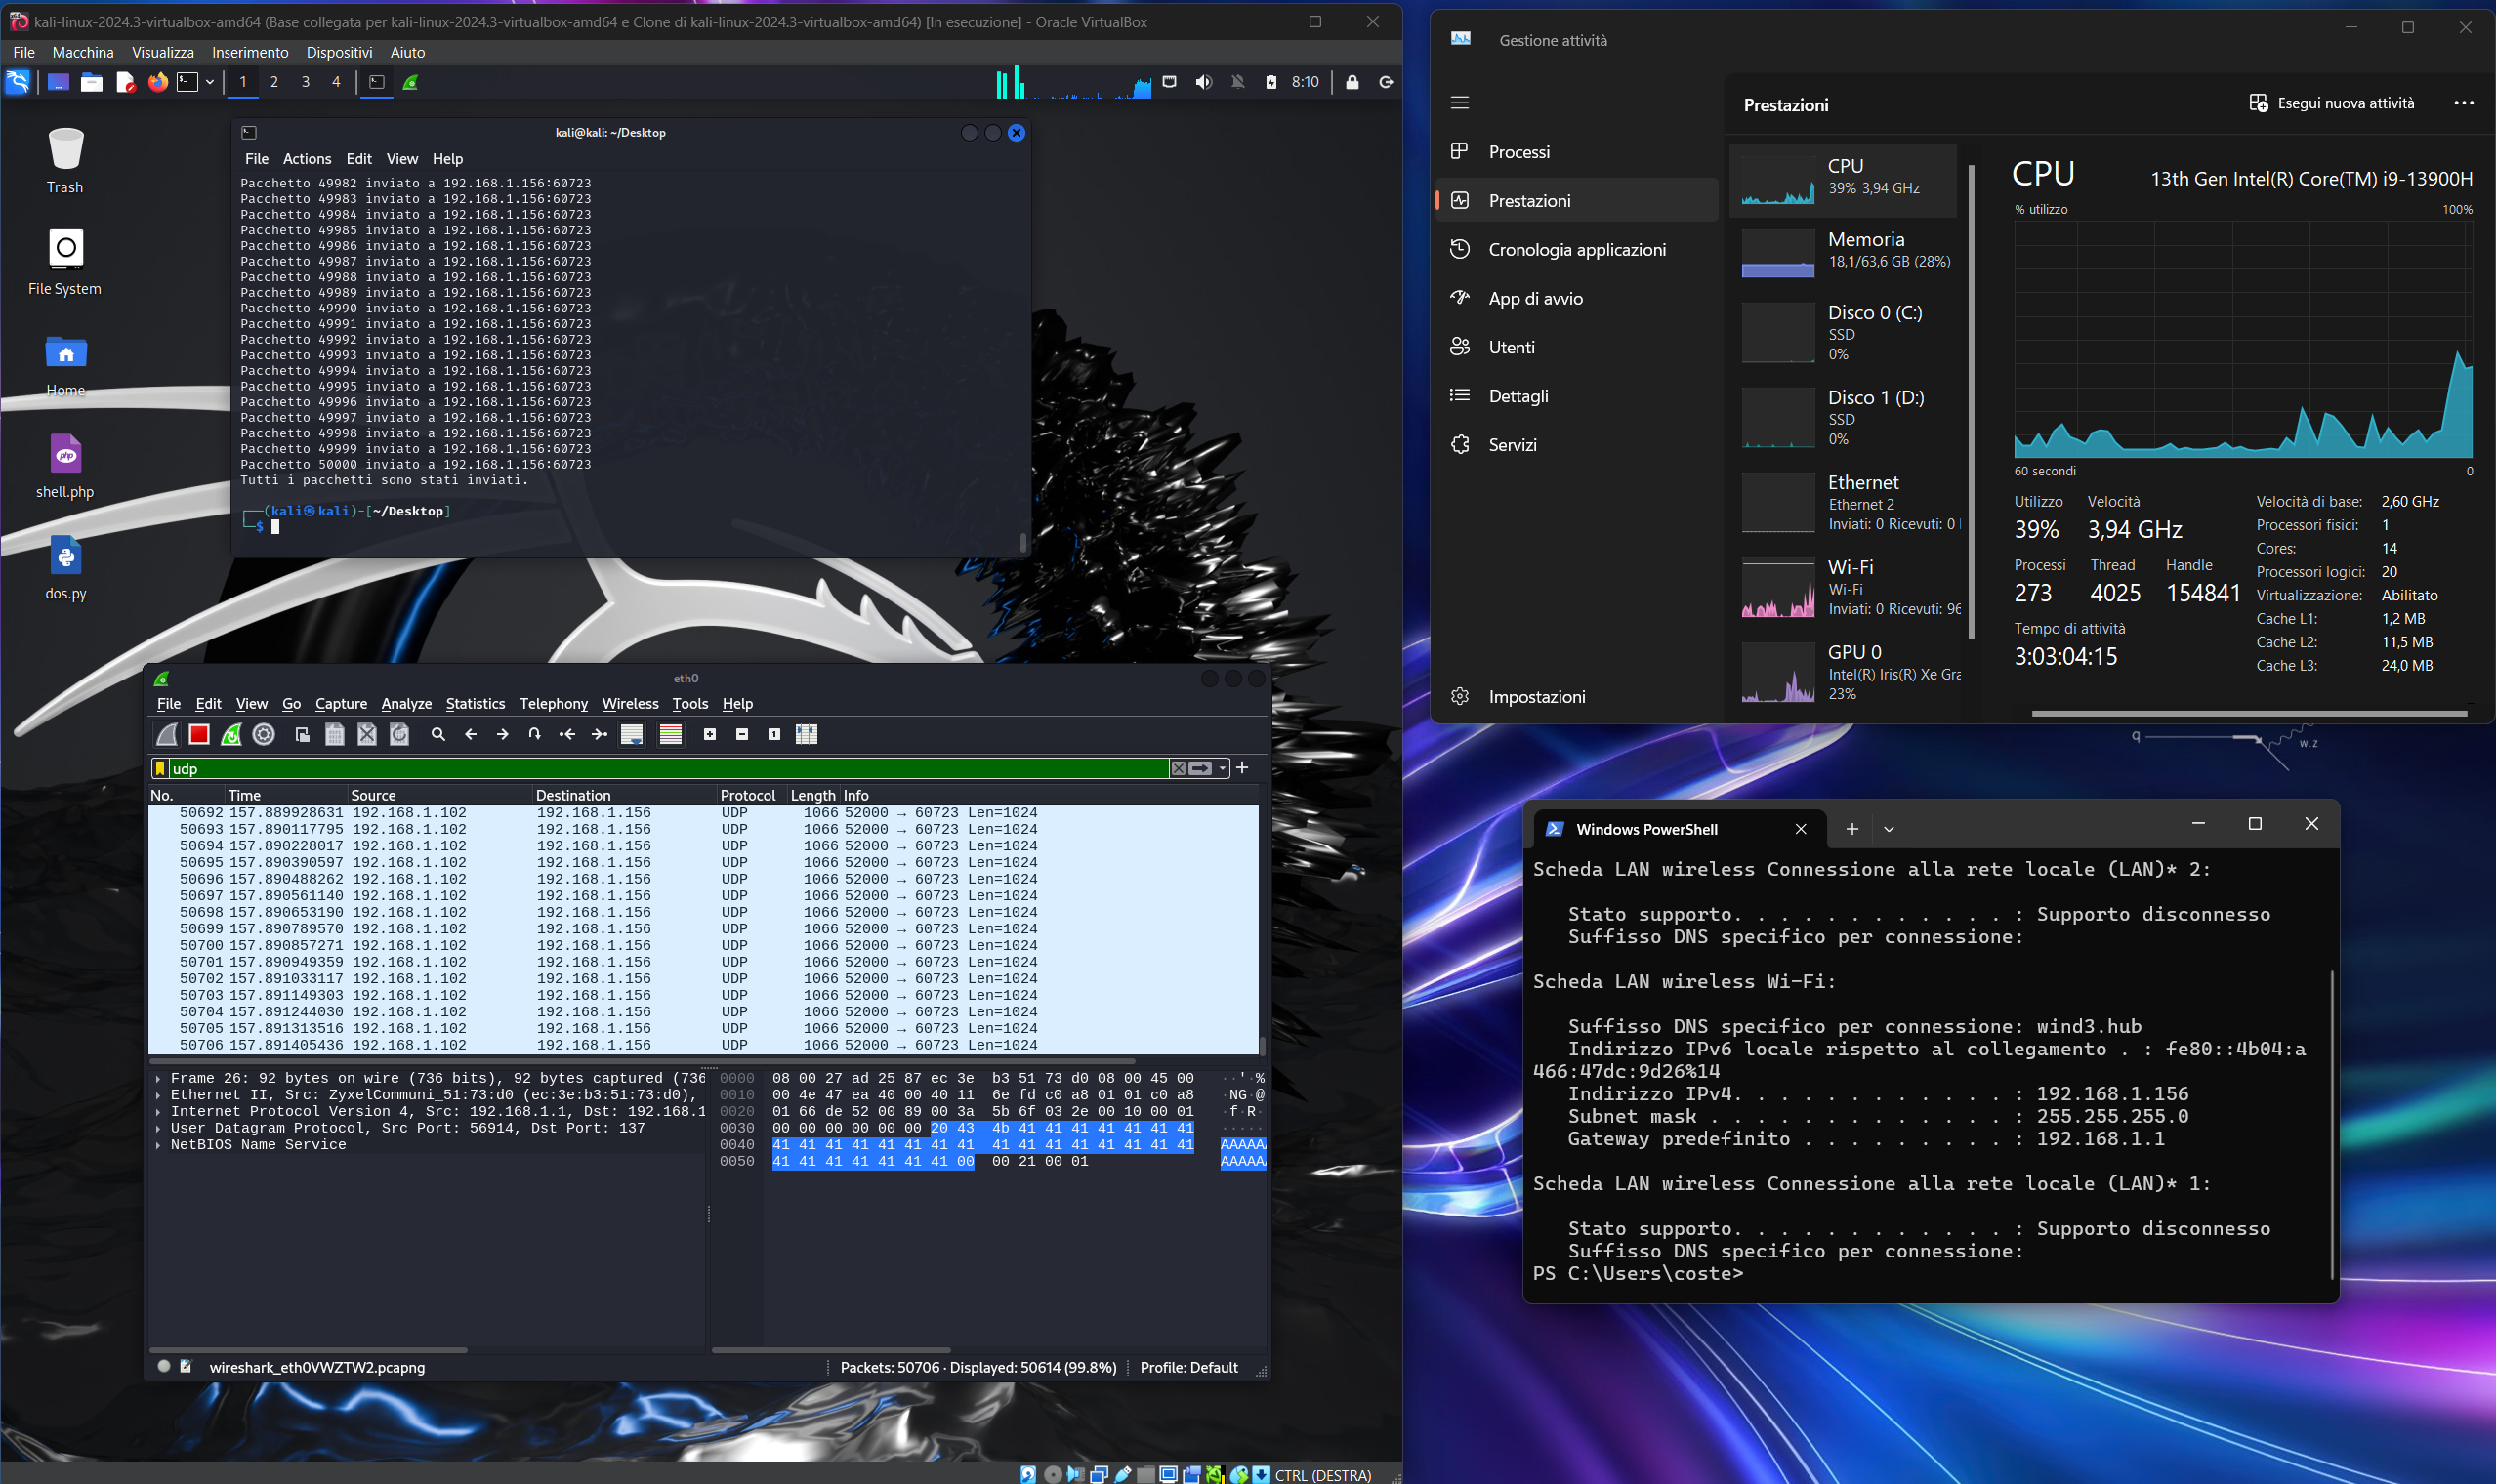 kali-linux-2024.3-virtualbox-amd64 (Base collegata per kali-linux-2024.3-virtualbox-amd64 e Clone di kali-linux-2024.3-virtualbox-amd64) [In esecuzione] - Oracle VirtualBox
File Macchina Visualizza Inserimento Dispositivi Aiuto
1 2 3 4 8:10
Trash
File System
Home
shell.php
dos.py
kali@kali: ~/Desktop
File Actions Edit View Help
Pacchetto 49982 inviato a 192.168.1.156:60723
Pacchetto 49983 inviato a 192.168.1.156:60723
Pacchetto 49984 inviato a 192.168.1.156:60723
Pacchetto 49985 inviato a 192.168.1.156:60723
Pacchetto 49986 inviato a 192.168.1.156:60723
Pacchetto 49987 inviato a 192.168.1.156:60723
Pacchetto 49988 inviato a 192.168.1.156:60723
Pacchetto 49989 inviato a 192.168.1.156:60723
Pacchetto 49990 inviato a 192.168.1.156:60723
Pacchetto 49991 inviato a 192.168.1.156:60723
Pacchetto 49992 inviato a 192.168.1.156:60723
Pacchetto 49993 inviato a 192.168.1.156:60723
Pacchetto 49994 inviato a 192.168.1.156:60723
Pacchetto 49995 inviato a 192.168.1.156:60723
Pacchetto 49996 inviato a 192.168.1.156:60723
Pacchetto 49997 inviato a 192.168.1.156:60723
Pacchetto 49998 inviato a 192.168.1.156:60723
Pacchetto 49999 inviato a 192.168.1.156:60723
Pacchetto 50000 inviato a 192.168.1.156:60723
Tutti i pacchetti sono stati inviati.
┌──(kali㉿kali)-[~/Desktop]
└─$
eth0
File Edit View Go Capture Analyze Statistics Telephony Wireless Tools Help
udp
No. Time Source Destination Protocol Length Info
50692 157.889928631 192.168.1.102 192.168.1.156 UDP 1066 52000 → 60723 Len=1024
50693 157.890117795 192.168.1.102 192.168.1.156 UDP 1066 52000 → 60723 Len=1024
50694 157.890228017 192.168.1.102 192.168.1.156 UDP 1066 52000 → 60723 Len=1024
50695 157.890390597 192.168.1.102 192.168.1.156 UDP 1066 52000 → 60723 Len=1024
50696 157.890488262 192.168.1.102 192.168.1.156 UDP 1066 52000 → 60723 Len=1024
50697 157.890561140 192.168.1.102 192.168.1.156 UDP 1066 52000 → 60723 Len=1024
50698 157.890653190 192.168.1.102 192.168.1.156 UDP 1066 52000 → 60723 Len=1024
50699 157.890789570 192.168.1.102 192.168.1.156 UDP 1066 52000 → 60723 Len=1024
50700 157.890857271 192.168.1.102 192.168.1.156 UDP 1066 52000 → 60723 Len=1024
50701 157.890949359 192.168.1.102 192.168.1.156 UDP 1066 52000 → 60723 Len=1024
50702 157.891033117 192.168.1.102 192.168.1.156 UDP 1066 52000 → 60723 Len=1024
50703 157.891149303 192.168.1.102 192.168.1.156 UDP 1066 52000 → 60723 Len=1024
50704 157.891244030 192.168.1.102 192.168.1.156 UDP 1066 52000 → 60723 Len=1024
50705 157.891313516 192.168.1.102 192.168.1.156 UDP 1066 52000 → 60723 Len=1024
50706 157.891405436 192.168.1.102 192.168.1.156 UDP 1066 52000 → 60723 Len=1024
Frame 26: 92 bytes on wire (736 bits), 92 bytes captured (736
Ethernet II, Src: ZyxelCommuni_51:73:d0 (ec:3e:b3:51:73:d0),
Internet Protocol Version 4, Src: 192.168.1.1, Dst: 192.168.1
User Datagram Protocol, Src Port: 56914, Dst Port: 137
NetBIOS Name Service
0000 08 00 27 ad 25 87 ec 3e b3 51 73 d0 08 00 45 00 ··'·%
0010 00 4e 47 ea 40 00 40 11 6e fd c0 a8 01 01 c0 a8 ·NG·@
0020 01 66 de 52 00 89 00 3a 5b 6f 03 2e 00 10 00 01 ·f·R·
0030 00 00 00 00 00 00 20 43 4b 41 41 41 41 41 41 41 ·····
0040 41 41 41 41 41 41 41 41 41 41 41 41 41 41 41 41 AAAAAA
0050 41 41 41 41 41 41 41 00 00 21 00 01 AAAAAA
wireshark_eth0VWZTW2.pcapng Packets: 50706 · Displayed: 50614 (99.8%) Profile: Default
CTRL (DESTRA)
Gestione attività
Prestazioni Esegui nuova attività
Processi
Prestazioni
Cronologia applicazioni
App di avvio
Utenti
Dettagli
Servizi
Impostazioni
CPU
39% 3,94 GHz
Memoria
18,1/63,6 GB (28%)
Disco 0 (C:)
SSD
0%
Disco 1 (D:)
SSD
0%
Ethernet
Ethernet 2
Inviati: 0 Ricevuti: 0
Wi-Fi
Wi-Fi
Inviati: 0 Ricevuti: 96
GPU 0
Intel(R) Iris(R) Xe Gra
23%
CPU 13th Gen Intel(R) Core(TM) i9-13900H
% utilizzo 100%
60 secondi 0
Utilizzo Velocità
39% 3,94 GHz
Processi Thread Handle
273 4025 154841
Tempo di attività
3:03:04:15
Velocità di base: 2,60 GHz
Processori fisici: 1
Cores: 14
Processori logici: 20
Virtualizzazione: Abilitato
Cache L1: 1,2 MB
Cache L2: 11,5 MB
Cache L3: 24,0 MB
q w.z
Windows PowerShell
Scheda LAN wireless Connessione alla rete locale (LAN)* 2:
Stato supporto. . . . . . . . . . . . : Supporto disconnesso
Suffisso DNS specifico per connessione:
Scheda LAN wireless Wi-Fi:
Suffisso DNS specifico per connessione: wind3.hub
Indirizzo IPv6 locale rispetto al collegamento . : fe80::4b04:a
466:47dc:9d26%14
Indirizzo IPv4. . . . . . . . . . . . : 192.168.1.156
Subnet mask . . . . . . . . . . . . . : 255.255.255.0
Gateway predefinito . . . . . . . . . : 192.168.1.1
Scheda LAN wireless Connessione alla rete locale (LAN)* 1:
Stato supporto. . . . . . . . . . . . : Supporto disconnesso
Suffisso DNS specifico per connessione:
PS C:\Users\coste>